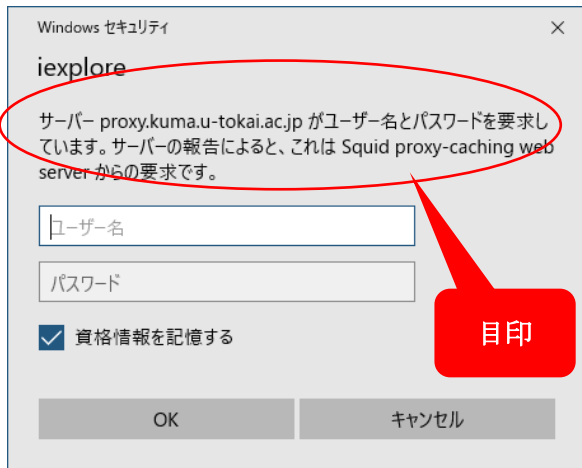 Windows セキュリティ
iexplore
サーバー proxy.kuma.u-tokai.ac.jp がユーザー名とパスワードを要求し
ています。サーバーの報告によると、これは Squid proxy-caching web
server からの要求です。
ユーザー名
パスワード
資格情報を記憶する
目印
OK
キャンセル